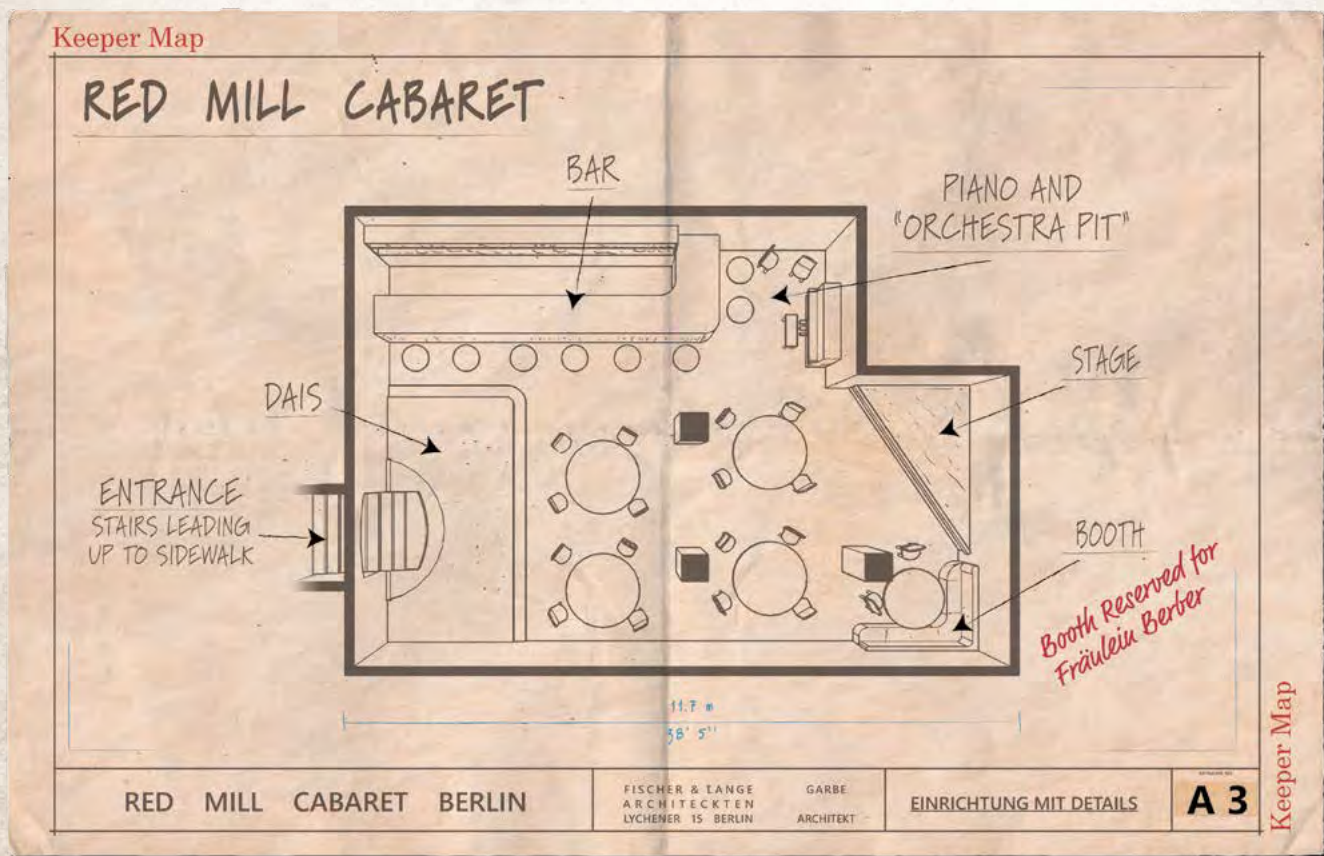 Keeper Map
RED MILL CABARET
BAR
PIANO AND
"ORCHESTRA PIT"
STAGE
DAIS
ENTRANCE
STAIRS LEADING
UP TO SIDEWALK
BOOTH
Booth Reserved for
Fräulein Berber
11.7 m
38' 5"
RED MILL CABARET BERLIN
FISCHER & LANGE
ARCHITECKTEN
LYCHENER 15 BERLIN
GARBE
ARCHITEKT
EINRICHTUNG MIT DETAILS
A 3
Keeper Map